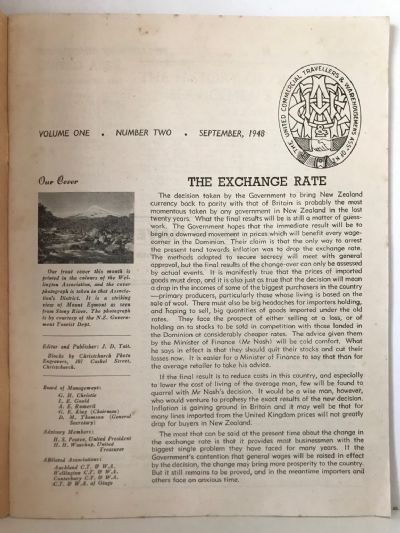 THE UNITED COMMERCIAL TRAVELLERS & WAREHOUSEMENS ASSN OF N.Z.
VOLUME ONE . NUMBER TWO . SEPTEMBER, 1948
Our Cover
Our front cover this month is
printed in the colours of the Wel-
lington Association, and the cover
photograph is taken in that Associa-
tion's District. It is a striking
view of Mount Egmont as seen
from Stony River. The photograph
is by courtesy of the N.Z. Govern-
ment Tourist Dept.
Editor and Publisher: J. D. Tait.
Blocks by Christchurch Photo
Engravers, 187 Cashel Street,
Christchurch.
Board of Management:
G. H. Christie
I. E. Gould
A. E. Romeril
G. E. King (Chairman)
D. M. Thomson (General
Secretary)
Advisory Members:
H. S. Pearce, United President
H. H. Wauchop, United
Treasurer
Affiliated Associations:
Auckland C.T. & W.A.
Wellington C.T. & W.A.
Canterbury C.T. & W.A.
C.T. & W.A. of Otago
THE EXCHANGE RATE
The decision taken by the Government to bring New Zealand
currency back to parity with that of Britain is probably the most
momentous taken by any government in New Zealand in the last
twenty years. What the final results will be is still a matter of guess-
work. The Government hopes that the immediate result will be to
begin a downward movement in prices which will benefit every wage-
earner in the Dominion. Their claim is that the only way to arrest
the present tend towards inflation was to drop the exchange rate.
The methods adopted to secure secrecy will meet with general
approval, but the final results of the change-over can only be assessed
by actual events. It is manifestly true that the prices of imported
goods must drop, and it is also just as true that the decision will mean
a drop in the incomes of some of the biggest purchasers in the country
—primary producers, particularly those whose living is based on the
sale of wool. There must also be big headaches for importers holding,
and hoping to sell, big quantities of goods imported under the old
rates. They face the prospect of either selling at a loss, or of
holding on to stocks to be sold in competition with those landed in
the Dominion at considerably cheaper rates. The advice given them
by the Minister of Finance (Mr Nash) will be cold comfort. What
he says in effect is that they should quit their stocks and cut their
losses now. It is easier for a Minister of Finance to say that than for
the average retailer to take his advice.
If the final result is to reduce costs in this country, and especially
to lower the cost of living of the average man, few will be found to
quarrel with Mr Nash's decision. It would be a wise man, however,
who would venture to prophesy the exact results of the new decision.
Inflation is gaining ground in Britain and it may well be that for
many lines imported from the United Kingdom prices will not greatly
drop for buyers in New Zealand.
The most that can be said at present time about the change in
the exchange rate is that it provides most businessmen with the
biggest single problem they have faced for many years. If the
Government's contention that general wages will be raised in effect
by the decision, the change may bring more prosperity to the country.
But it still remains to be proved, and in the meantime importers and
others face an anxious time.